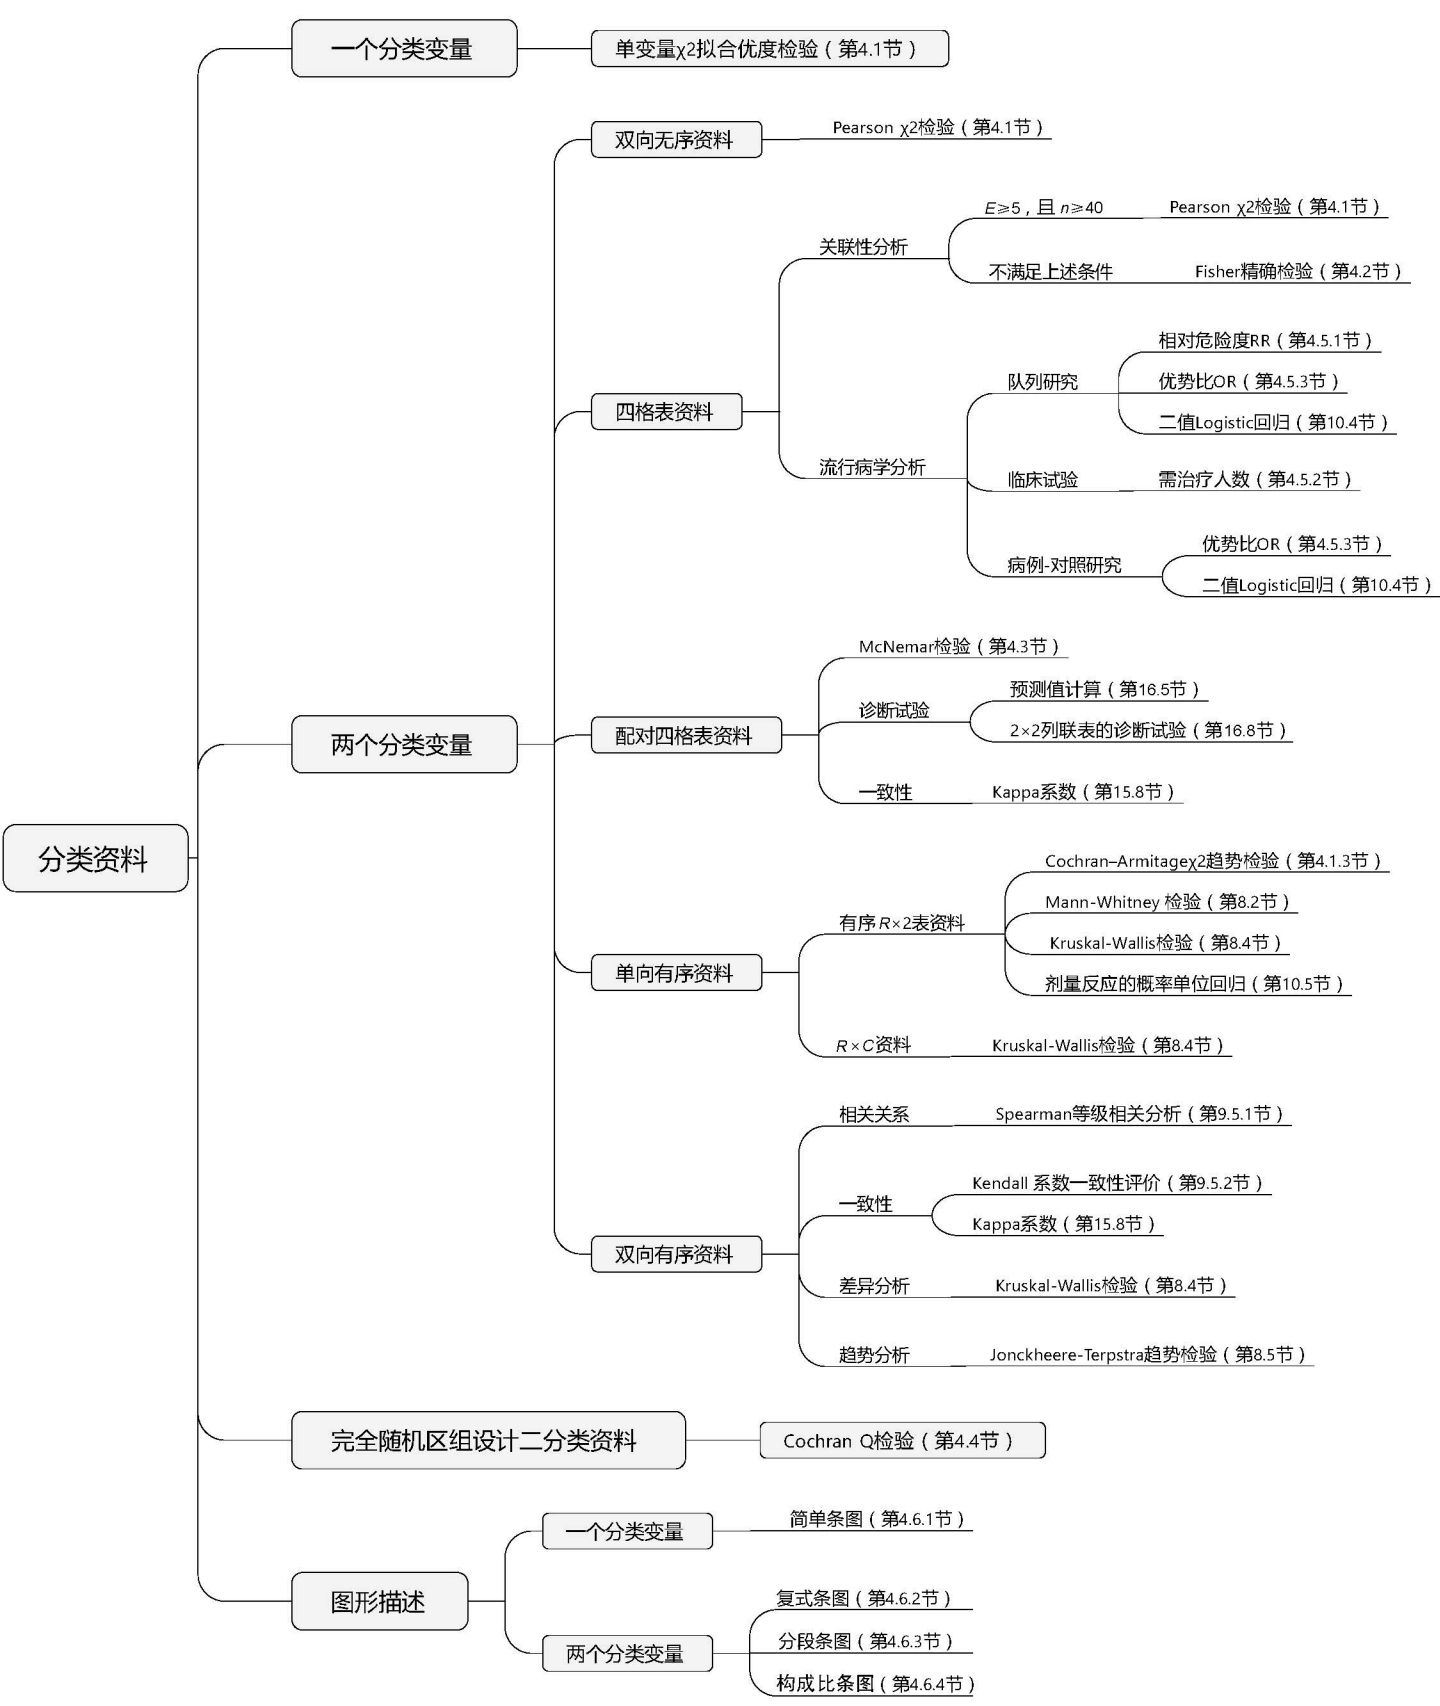 一个分类变量
单变量χ2拟合优度检验（第4.1节）
双向无序资料
Pearson χ2检验（第4.1节）
E≥5，且 n≥40
Pearson χ2检验（第4.1节）
关联性分析
不满足上述条件
Fisher精确检验（第4.2节）
四格表资料
相对危险度RR（第4.5.1节）
队列研究
优势比OR（第4.5.3节）
二值Logistic回归（第10.4节）
流行病学分析
临床试验
需治疗人数（第4.5.2节）
优势比OR（第4.5.3节）
病例-对照研究
二值Logistic回归（第10.4节）
两个分类变量
McNemar检验（第4.3节）
配对四格表资料
预测值计算（第16.5节）
诊断试验
2×2列联表的诊断试验（第16.8节）
一致性
Kappa系数（第15.8节）
分类资料
Cochran–Armitageχ2趋势检验（第4.1.3节）
Mann-Whitney 检验（第8.2节）
有序 R×2表资料
Kruskal-Wallis检验（第8.4节）
单向有序资料
剂量反应的概率单位回归（第10.5节）
R×C资料
Kruskal-Wallis检验（第8.4节）
相关关系
Spearman等级相关分析（第9.5.1节）
Kendall 系数一致性评价（第9.5.2节）
一致性
Kappa系数（第15.8节）
双向有序资料
差异分析
Kruskal-Wallis检验（第8.4节）
趋势分析
Jonckheere-Terpstra趋势检验（第8.5节）
完全随机区组设计二分类资料
Cochran Q检验（第4.4节）
图形描述
一个分类变量
简单条图（第4.6.1节）
两个分类变量
复式条图（第4.6.2节）
分段条图（第4.6.3节）
构成比条图（第4.6.4节）